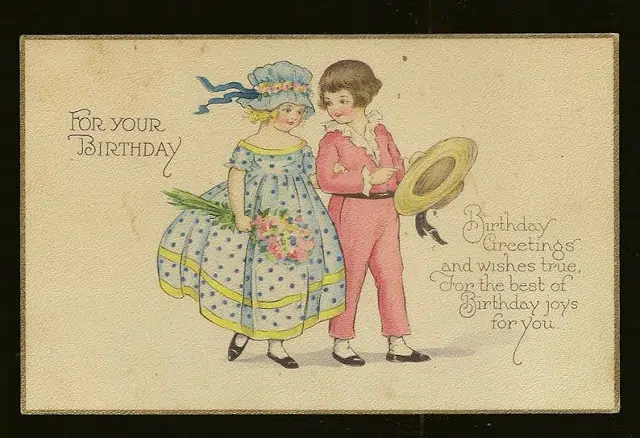 FOR YOUR
BIRTHDAY
Birthday
Greetings
and wishes true,
For the best of
Birthday joys
for you.